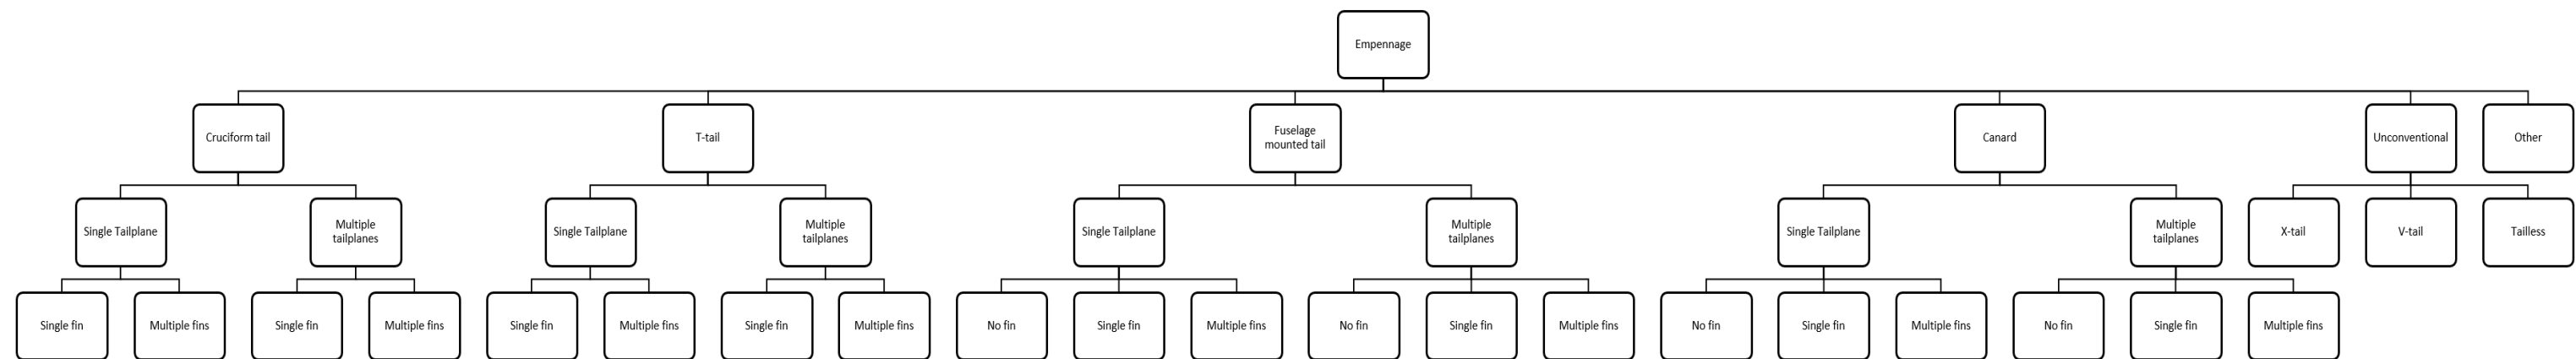 Empennage
Cruciform tail
T-tail
Fuselage
mounted tail
Canard
Unconventional
Other
Single Tailplane
Multiple
tailplanes
Single Tailplane
Multiple
tailplanes
Single Tailplane
Multiple
tailplanes
Single Tailplane
Multiple
tailplanes
X-tail
V-tail
Tailless
Single fin
Multiple fins
Single fin
Multiple fins
Single fin
Multiple fins
Single fin
Multiple fins
No fin
Single fin
Multiple fins
No fin
Single fin
Multiple fins
No fin
Single fin
Multiple fins
No fin
Single fin
Multiple fins